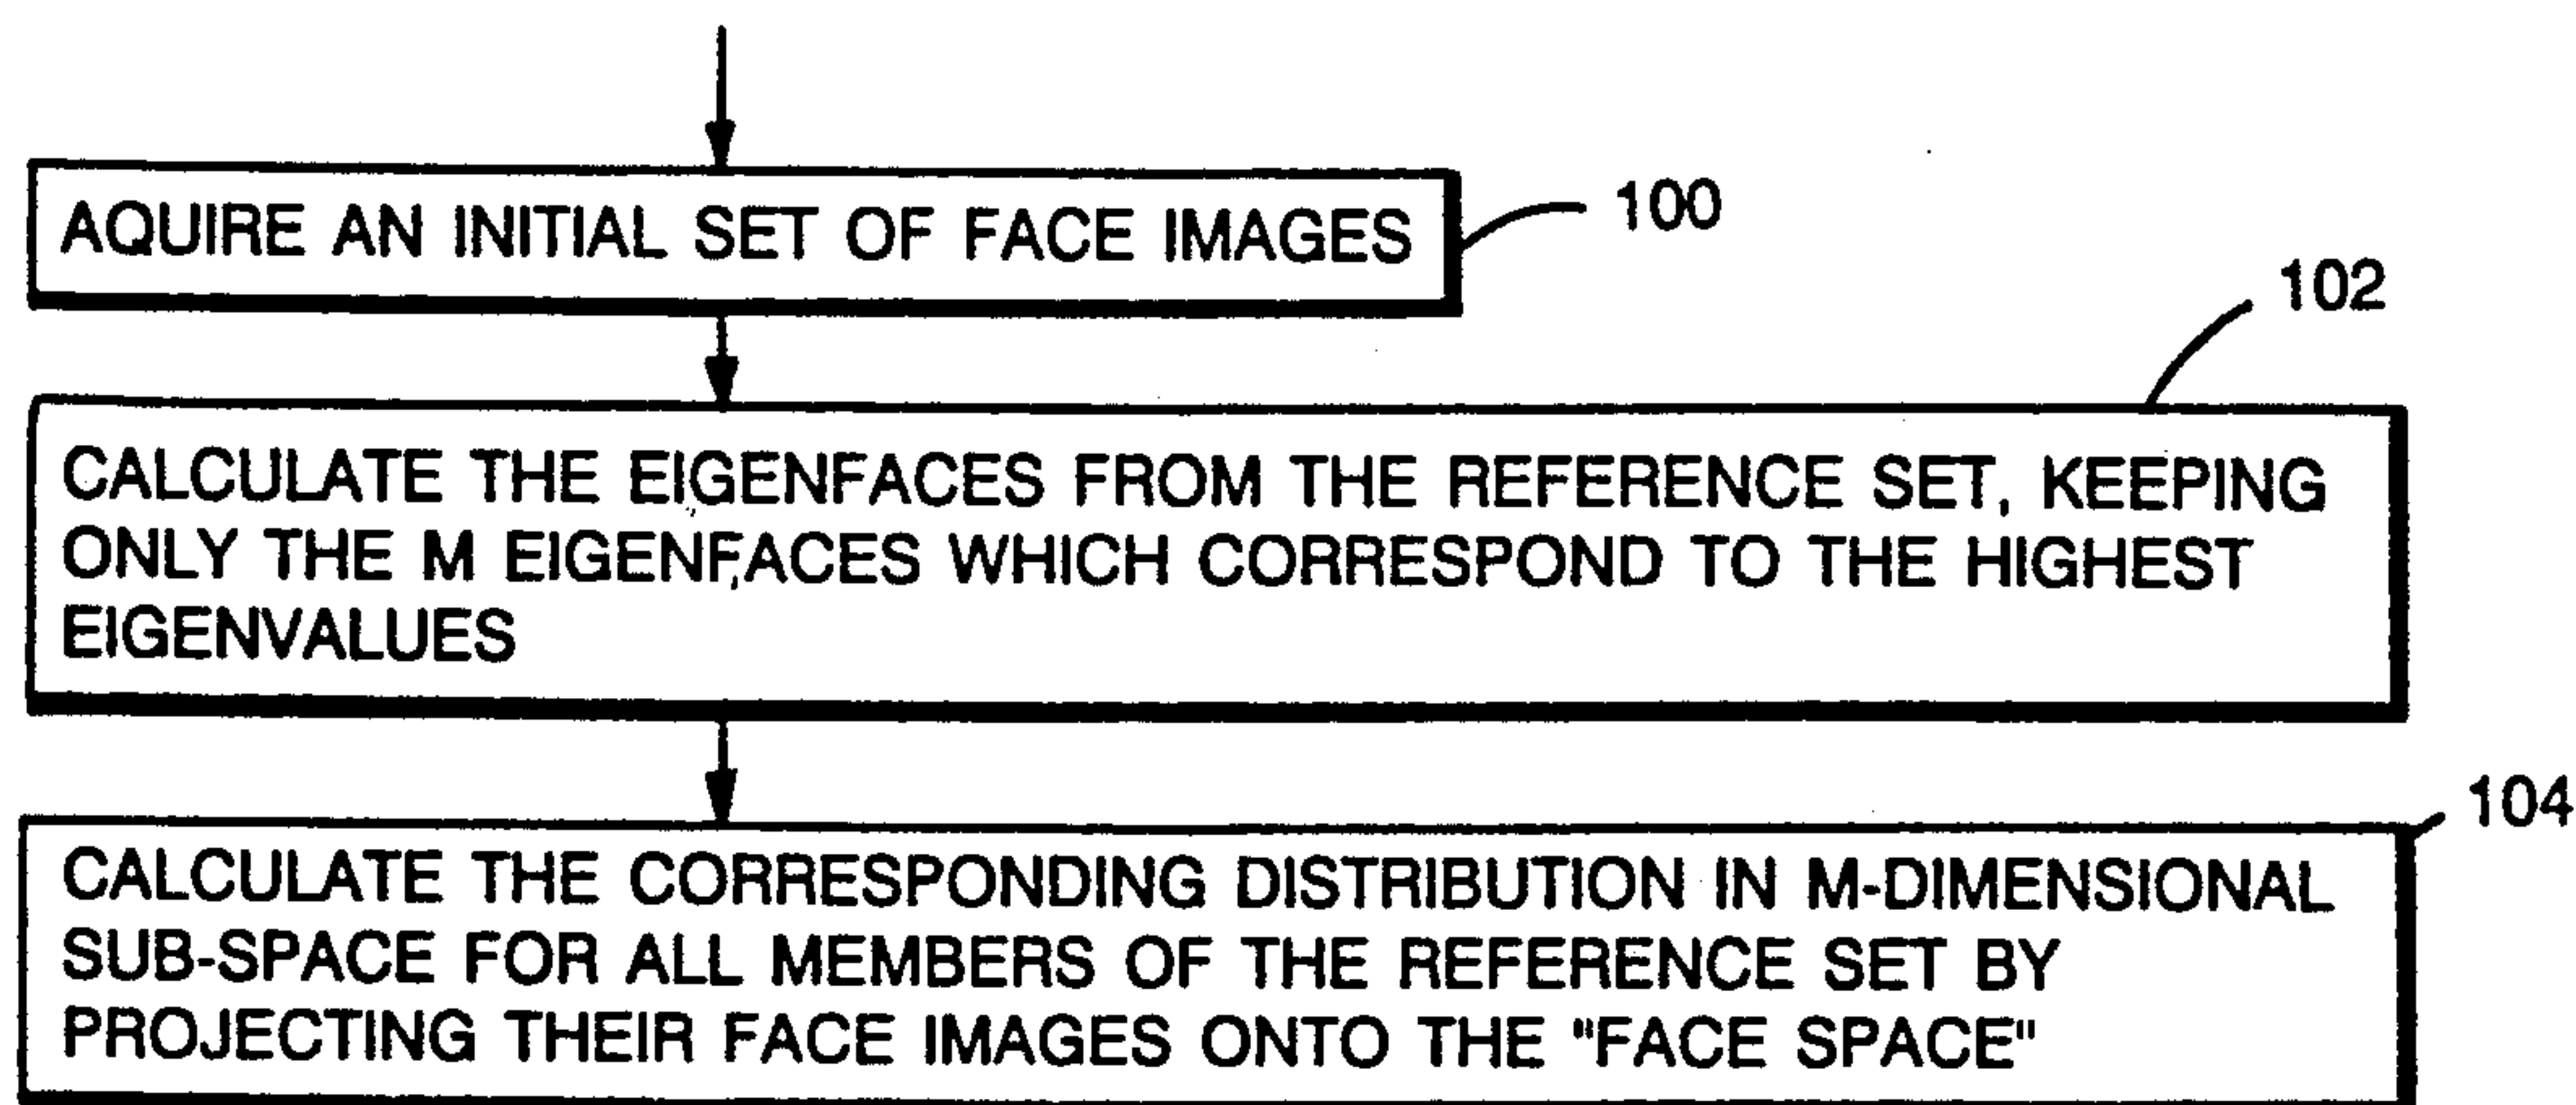 AQUIRE AN INITIAL SET OF FACE IMAGES
100
102
CALCULATE THE EIGENFACES FROM THE REFERENCE SET, KEEPING
ONLY THE M EIGENFACES WHICH CORRESPOND TO THE HIGHEST
EIGENVALUES
104
CALCULATE THE CORRESPONDING DISTRIBUTION IN M-DIMENSIONAL
SUB-SPACE FOR ALL MEMBERS OF THE REFERENCE SET BY
PROJECTING THEIR FACE IMAGES ONTO THE "FACE SPACE"